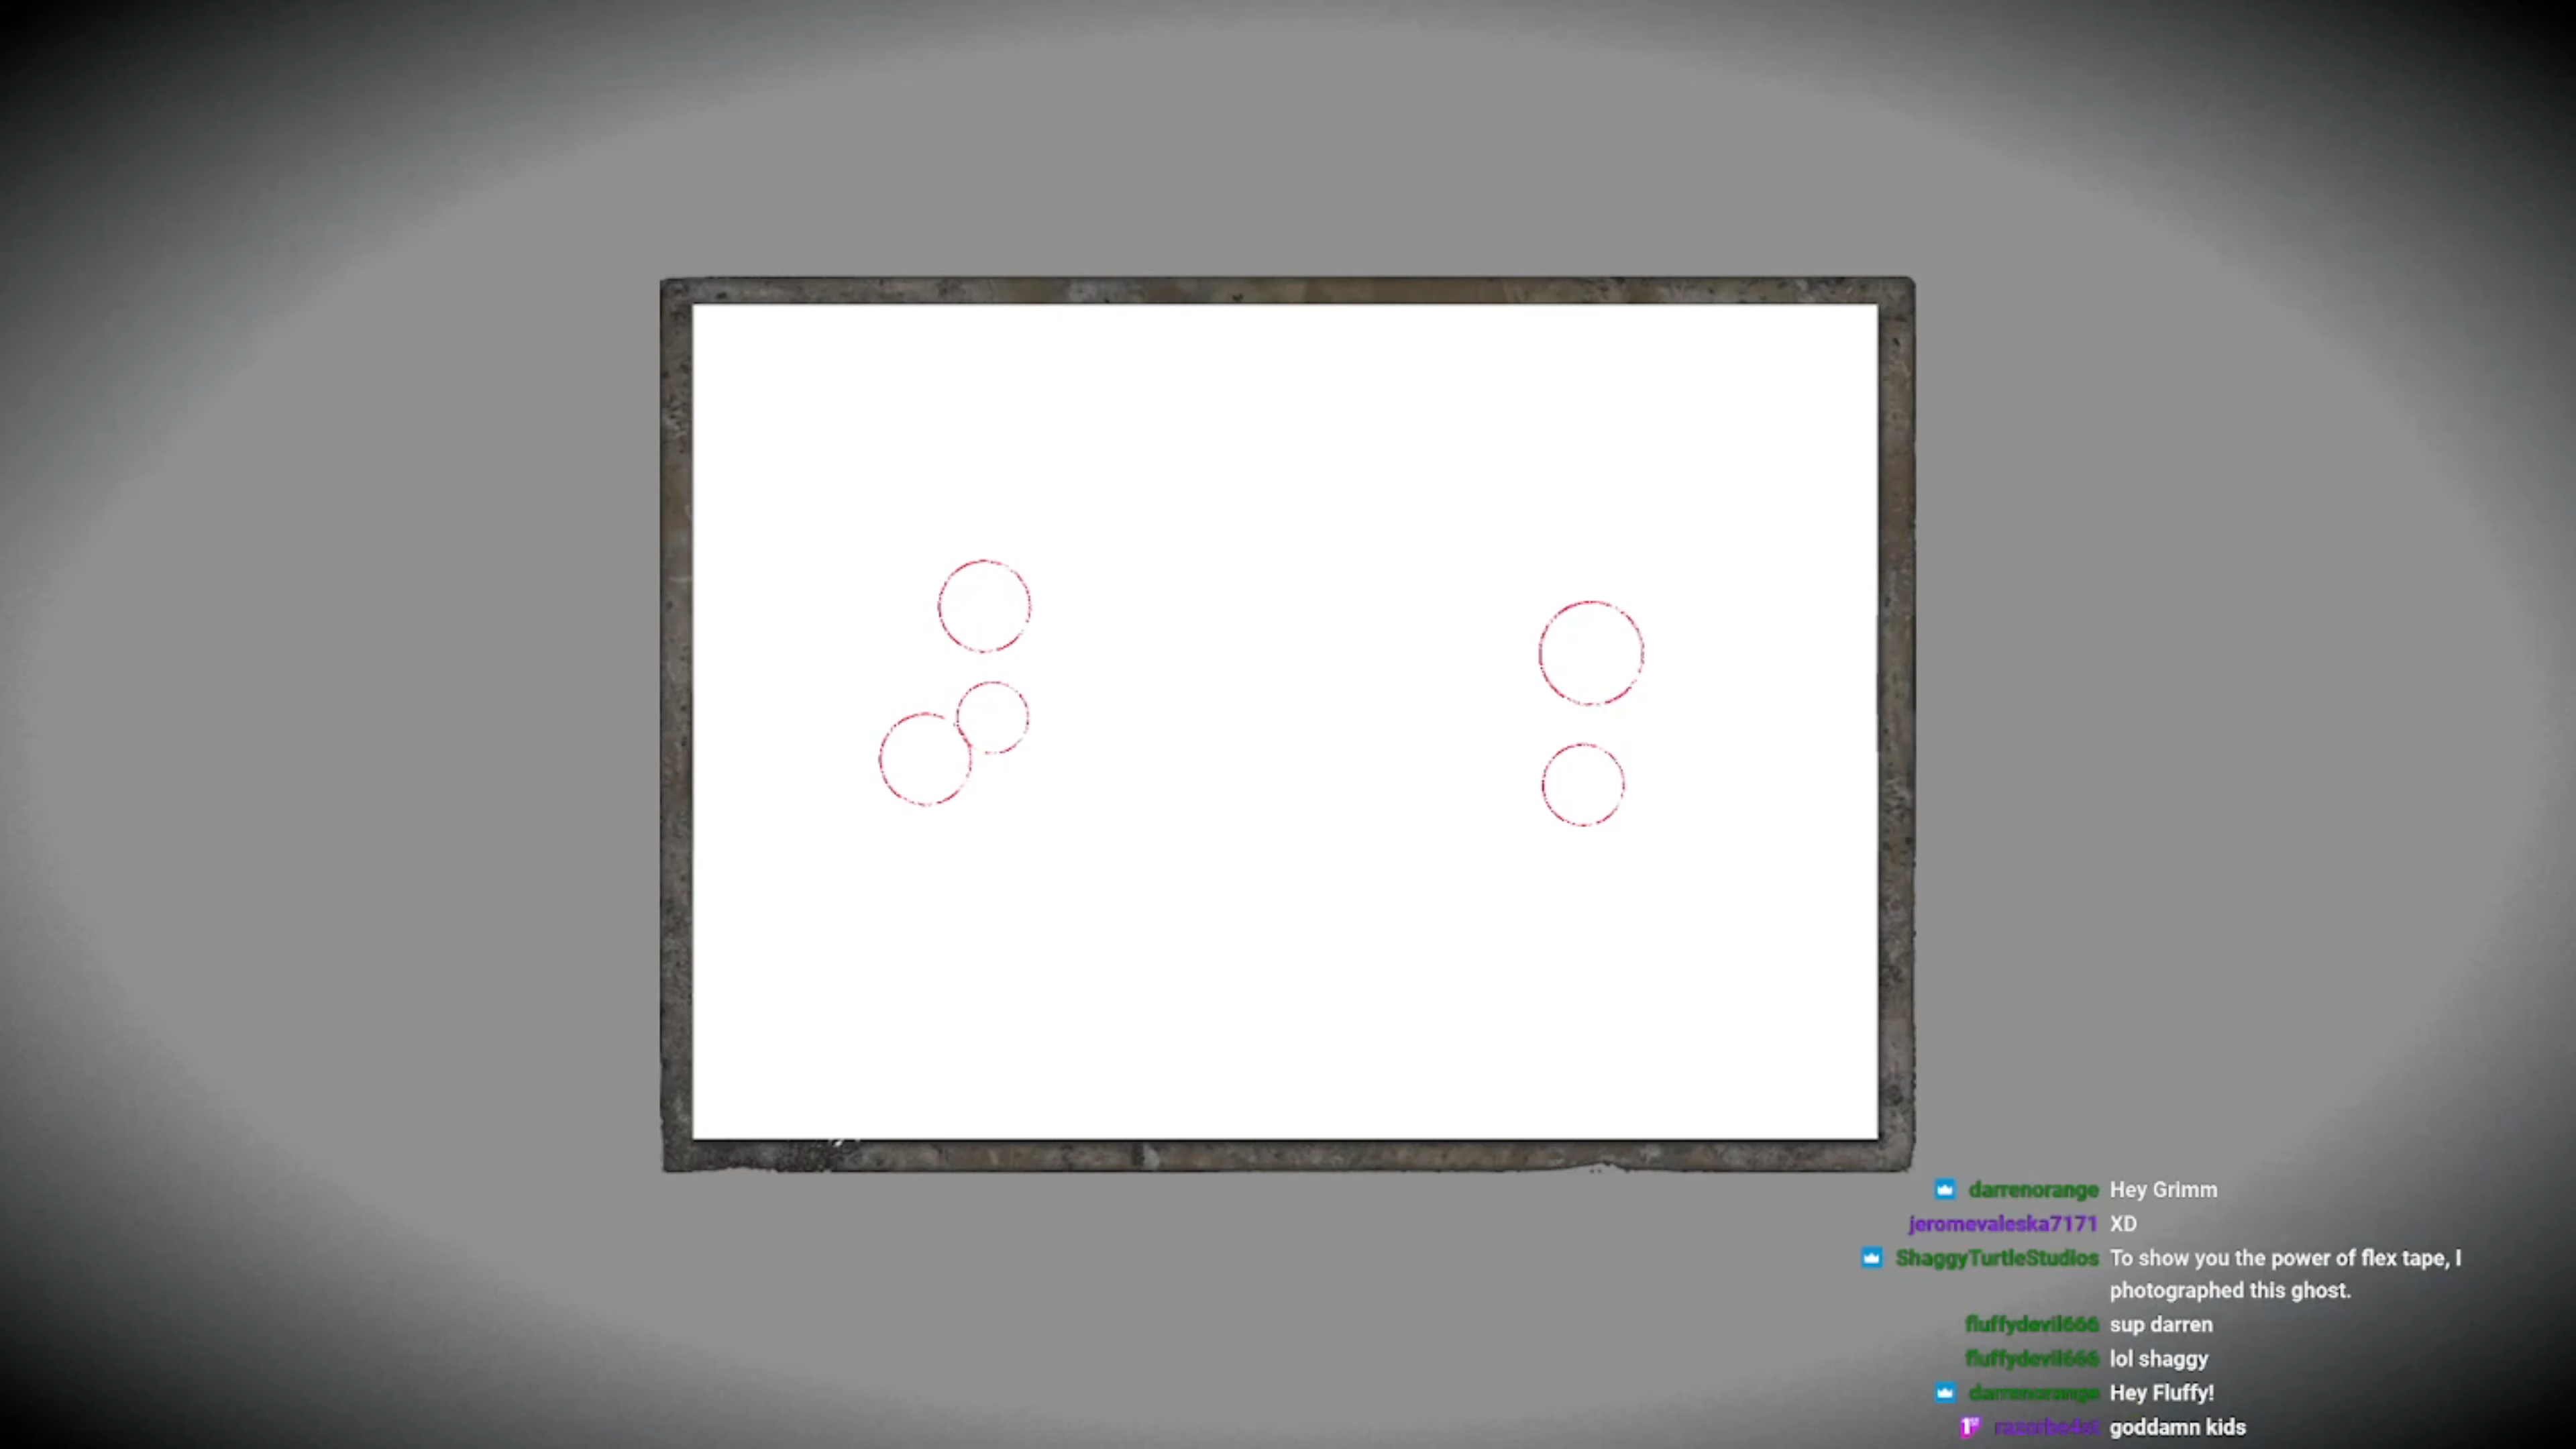 darrenorange Hey Grimm
jeromevaleska7171 XD
ShaggyTurtleStudios To show you the power of flex tape, I
photographed this ghost.
fluffydevil666 sup darren
fluffydevil666 lol shaggy
darrenorange Hey Fluffy!
goddamn kids